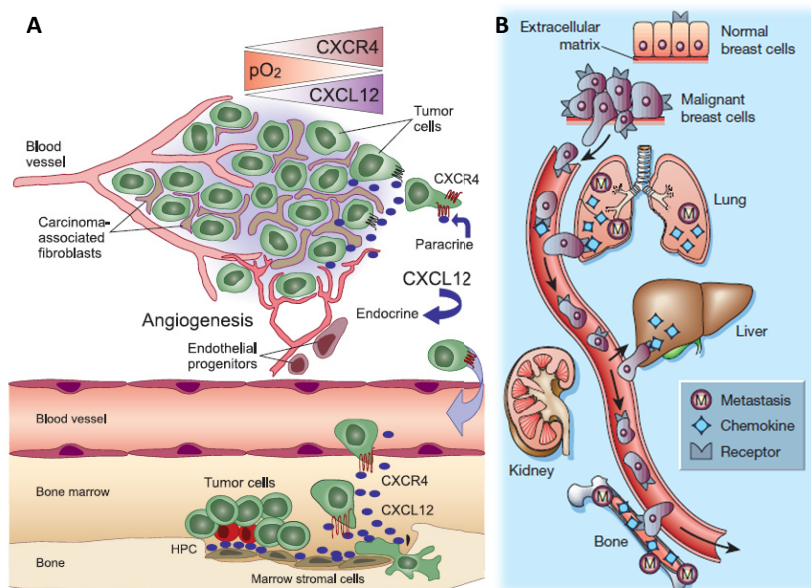 A
CXCR4
pO2
CXCL12
Tumor
cells
Blood
vessel
CXCR4
Carcinoma-
associated
fibroblasts
Paracrine
CXCL12
Angiogenesis
Endocrine
Endothelial
progenitors
Blood vessel
CXCR4
Bone marrow
Tumor cells
CXCL12
HPC
Bone
Marrow stromal cells
B
Extracellular
matrix
Normal
breast cells
Malignant
breast cells
M
M
Lung
M
Liver
M Metastasis
Chemokine
Receptor
Kidney
M
Bone
M
M